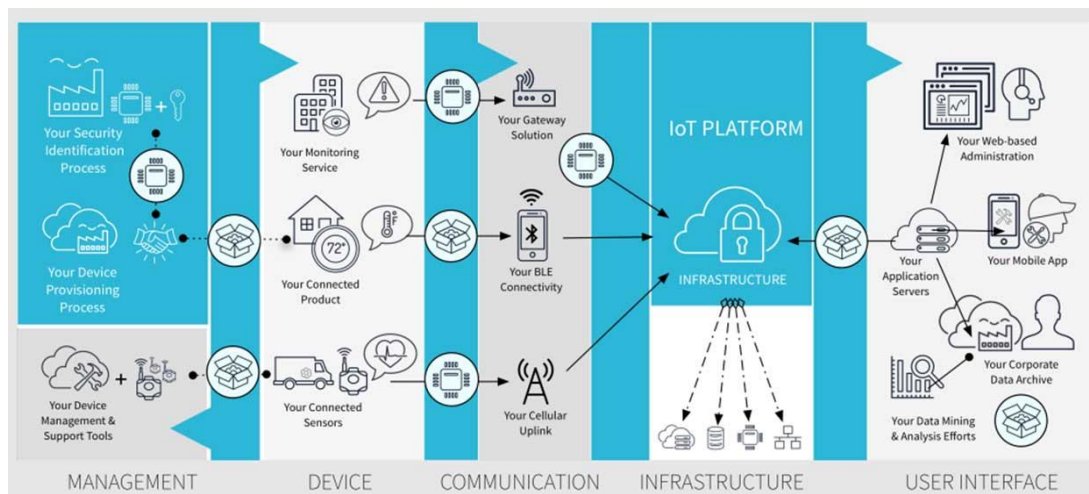 Your Security
Identification
Process
Your Device
Provisioning
Process
Your Device
Management &
Support Tools
Your Monitoring
Service
72°
Your Connected
Product
Your Connected
Sensors
Your Gateway
Solution
Your BLE
Connectivity
Your Cellular
Uplink
IoT PLATFORM
INFRASTRUCTURE
Your Web-based
Administration
Your
Application
Servers
Your Mobile App
Your Corporate
Data Archive
Your Data Mining
& Analysis Efforts
MANAGEMENT
DEVICE
COMMUNICATION
INFRASTRUCTURE
USER INTERFACE